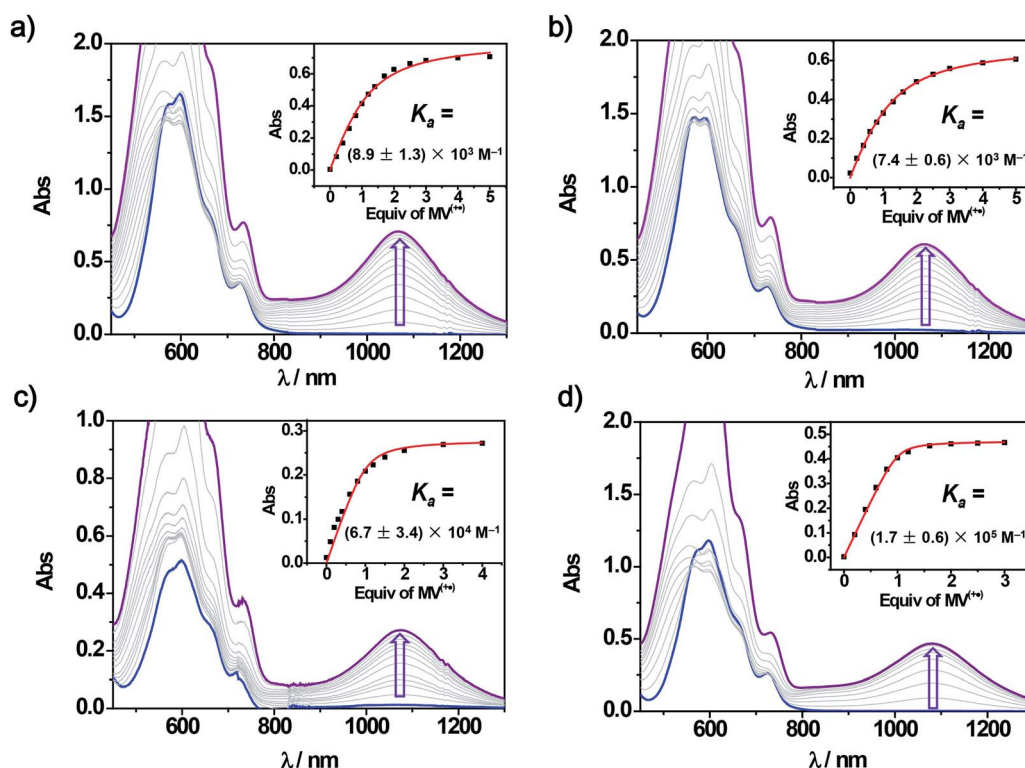 a)
2.0
1.5
1.0
0.5
0.0
Abs
600 800 1000 1200
λ / nm
0.6
0.4
0.2
0.0
Abs
Kₐ =
(8.9 ± 1.3) × 10³ M⁻¹
0 1 2 3 4 5
Equiv of MV⁽⁺•⁾
b)
2.0
1.5
1.0
0.5
0.0
Abs
600 800 1000 1200
λ / nm
0.6
0.4
0.2
0.0
Abs
Kₐ =
(7.4 ± 0.6) × 10³ M⁻¹
0 1 2 3 4 5
Equiv of MV⁽⁺•⁾
c)
1.0
0.8
0.6
0.4
0.2
0.0
Abs
600 800 1000 1200
λ / nm
0.3
0.2
0.1
0.0
Abs
Kₐ =
(6.7 ± 3.4) × 10⁴ M⁻¹
0 1 2 3 4
Equiv of MV⁽⁺•⁾
d)
2.0
1.5
1.0
0.5
0.0
Abs
600 800 1000 1200
λ / nm
0.5
0.4
0.3
0.2
0.1
0.0
Abs
Kₐ =
(1.7 ± 0.6) × 10⁵ M⁻¹
0 1 2 3
Equiv of MV⁽⁺•⁾